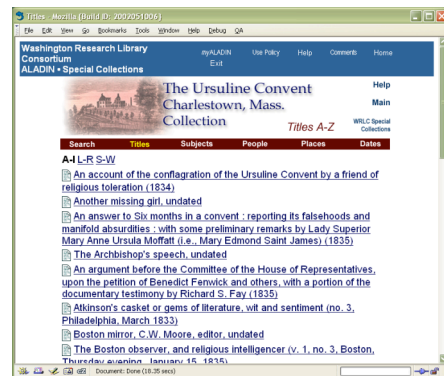 Titles - Mozilla {Build ID: 2002051006}
File Edit View Go Bookmarks Tools Window Help Debug QA
Washington Research Library Consortium
ALADIN • Special Collections
myALADIN Use Policy Help Comments Home
Exit
The Ursuline Convent
Charlestown, Mass.
Collection
Titles A-Z
Help
Main
WRLC Special
Collections
Search Titles Subjects People Places Dates
A-I L-R S-W
An account of the conflagration of the Ursuline Convent by a friend of
religious toleration (1834)
Another missing girl, undated
An answer to Six months in a convent : reporting its falsehoods and
manifold absurdities : with some preliminary remarks by Lady Superior
Mary Anne Ursula Moffatt (i.e., Mary Edmond Saint James) (1835)
The Archbishop's speech, undated
An argument before the Committee of the House of Representatives,
upon the petition of Benedict Fenwick and others, with a portion of the
documentary testimony by Richard S. Fay (1835)
Atkinson's casket or gems of literature, wit and sentiment (no. 3,
Philadelphia, March 1833)
Boston mirror, C.W. Moore, editor, undated
The Boston observer, and religious intelligencer (v. 1, no. 3, Boston,
Thursday evening, January 15, 1835)
Document: Done (18.35 secs)